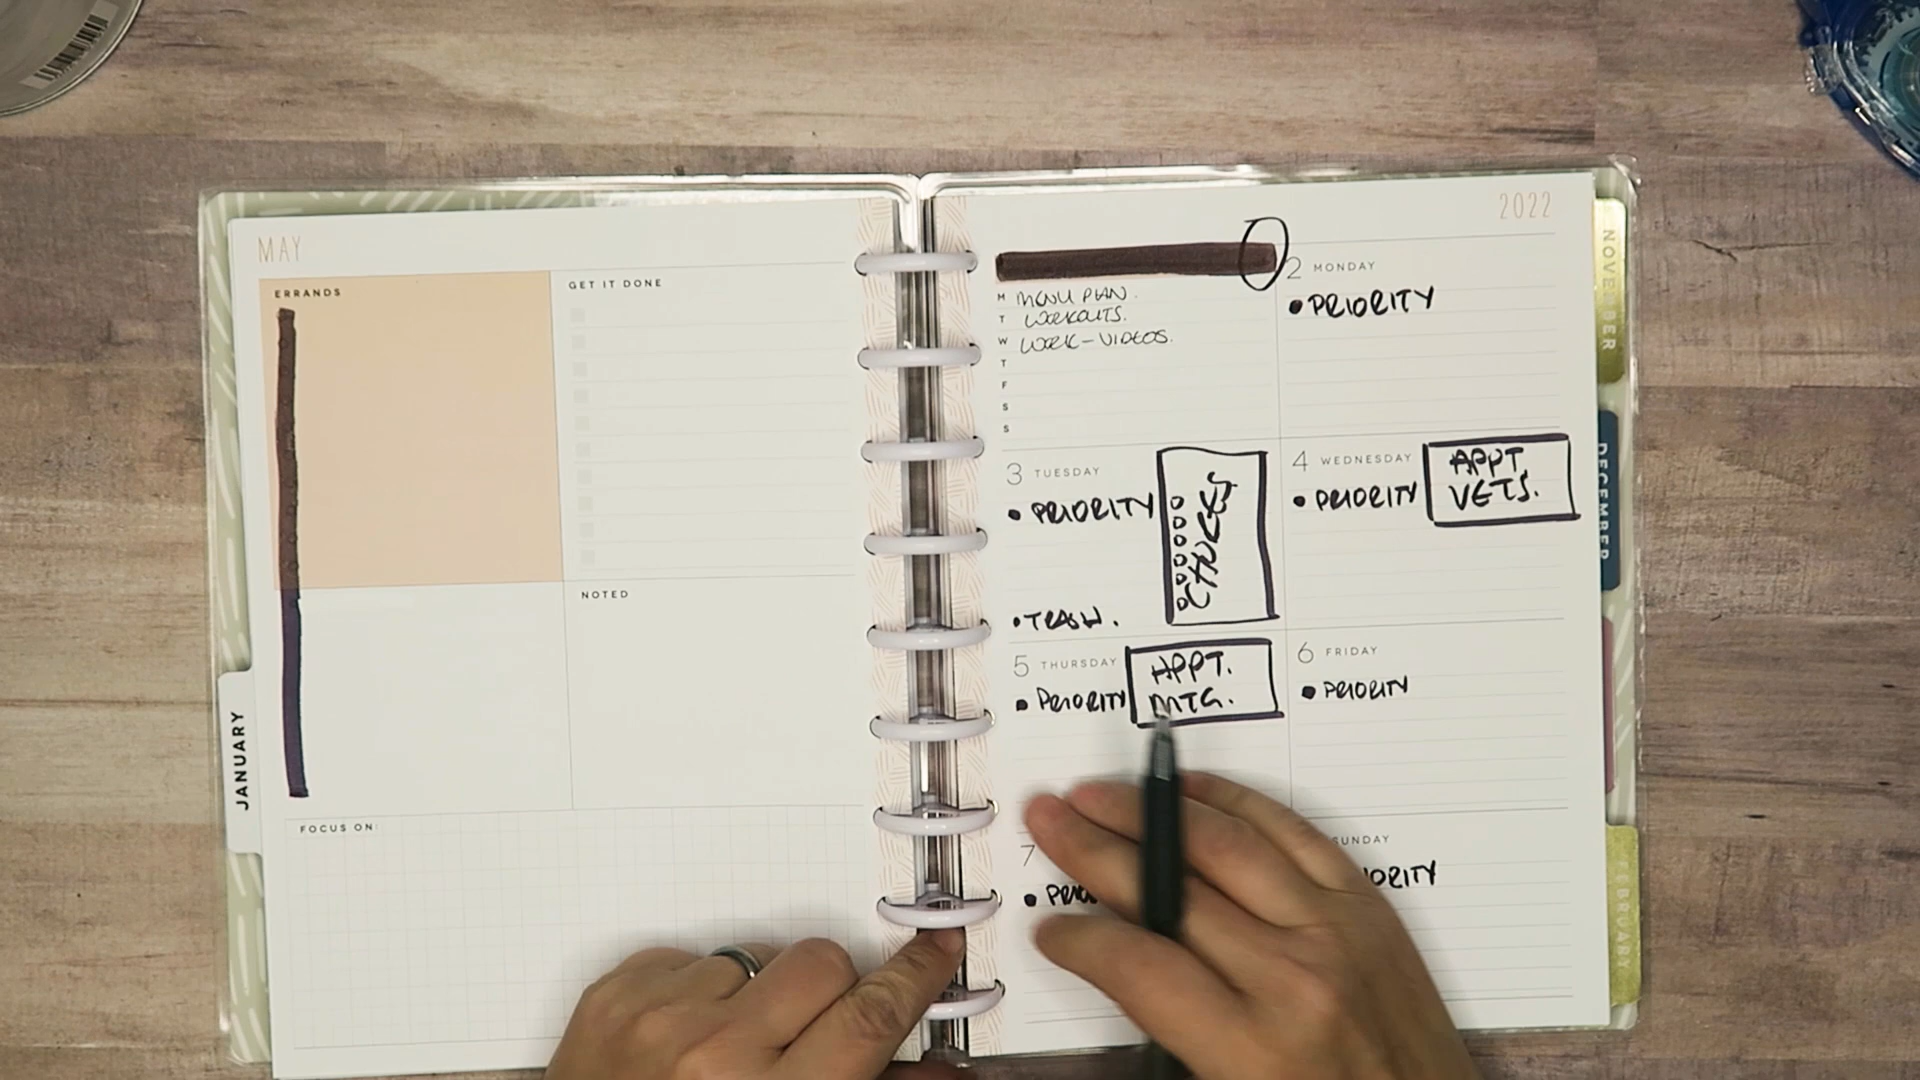 MAY
ERRANDS
GET IT DONE
NOTED
FOCUS ON:
JANUARY
2022
M MENU PLAN.
T WORKOUTS.
W WORK-VIDEOS.
T
F
S
S
2 MONDAY
• PRIORITY
3 TUESDAY
• PRIORITY
CHORES
• TRASH.
4 WEDNESDAY
• PRIORITY
APPT
VETS.
5 THURSDAY
• PRIORITY
APPT.
MTG.
6 FRIDAY
• PRIORITY
7
SUNDAY
NOVEMBER
DECEMBER
FEBRUARY